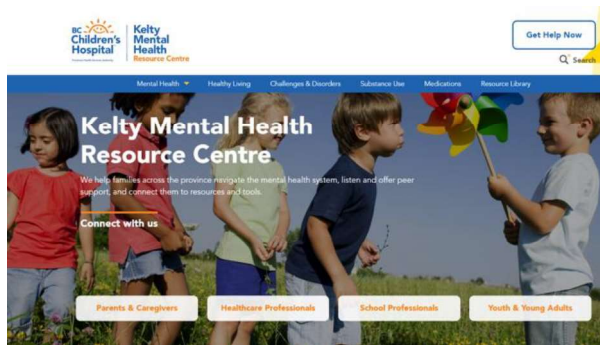 BC
Children's
Hospital
Kelty
Mental
Health
Resource Centre
Get Help Now
Search
Mental Health
Healthy Living
Challenges & Disorders
Substance Use
Medications
Resource Library
Kelty Mental Health
Resource Centre
We help families across the province navigate the mental health system, listen and offer peer
support, and connect them to resources and tools.
Connect with us
Parents & Caregivers
Healthcare Professionals
School Professionals
Youth & Young Adults